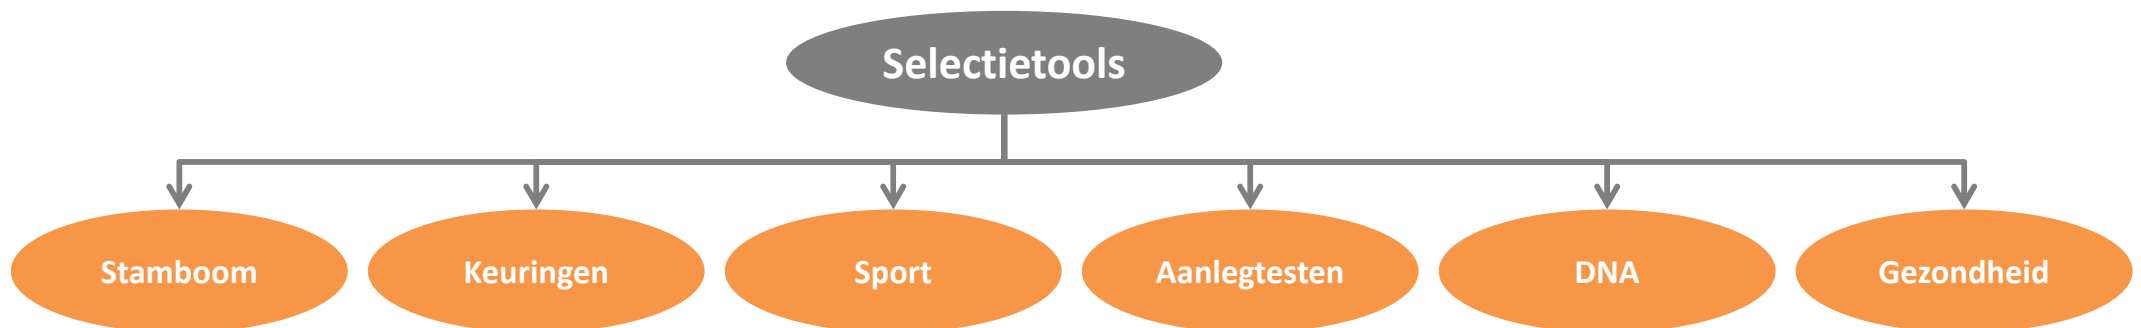 Selectietools
Stamboom
Keuringen
Sport
Aanlegtesten
DNA
Gezondheid